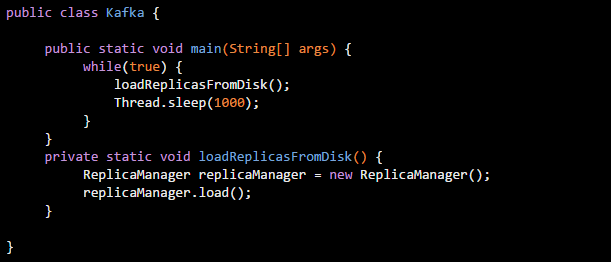 public class Kafka {
public static void main(String[] args) {
while(true) {
loadReplicasFromDisk();
Thread.sleep(1000);
}
}
private static void loadReplicasFromDisk() {
ReplicaManager replicaManager = new ReplicaManager();
replicaManager.load();
}
}